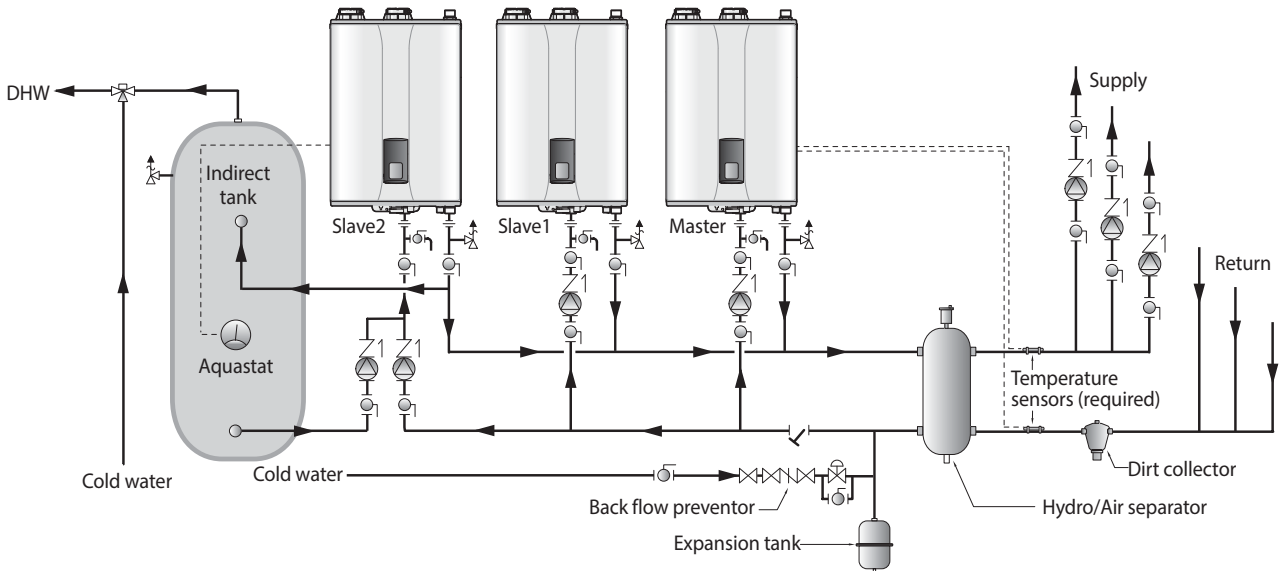 DHW
Supply
Indirect
tank
Slave2
Slave1
Master
Return
Aquastat
Temperature
sensors (required)
Cold water
Cold water
Dirt collector
Back flow preventor
Hydro/Air separator
Expansion tank